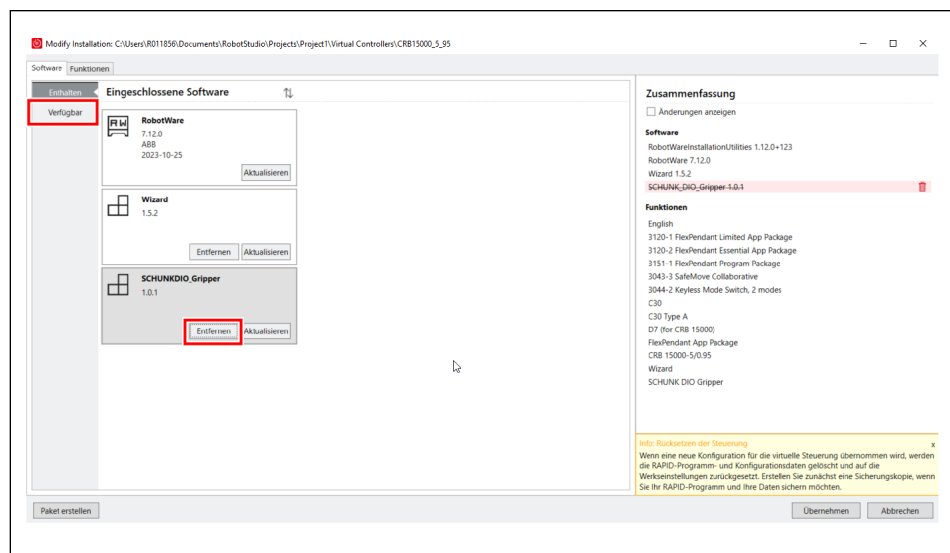 Modify Installation: C:\Users\R011856\Documents\RobotStudio\Projects\Project1\Virtual Controllers\CRB15000_5_95
Software Funktionen
Enthalten
Verfügbar
Eingeschlossene Software
RobotWare
7.12.0
ABB
2023-10-25
Aktualisieren
Wizard
1.5.2
Entfernen Aktualisieren
SCHUNKDIO_Gripper
1.0.1
Entfernen Aktualisieren
Zusammenfassung
Änderungen anzeigen
Software
RobotWareInstallationUtilities 1.12.0+123
RobotWare 7.12.0
Wizard 1.5.2
SCHUNK_DIO_Gripper 1.0.1
Funktionen
English
3120-1 FlexPendant Limited App Package
3120-2 FlexPendant Essential App Package
3151-1 FlexPendant Program Package
3043-3 SafeMove Collaborative
3044-2 Keyless Mode Switch, 2 modes
C30
C30 Type A
D7 (for CRB 15000)
FlexPendant App Package
CRB 15000-5/0.95
Wizard
SCHUNK DIO Gripper
Info: Rücksetzen der Steuerung x
Wenn eine neue Konfiguration für die virtuelle Steuerung übernommen wird, werden
die RAPID-Programm- und Konfigurationsdaten gelöscht und auf die
Werkseinstellungen zurückgesetzt. Erstellen Sie zunächst eine Sicherungskopie, wenn
Sie Ihr RAPID-Programm und Ihre Daten sichern möchten.
Paket erstellen
Übernehmen Abbrechen